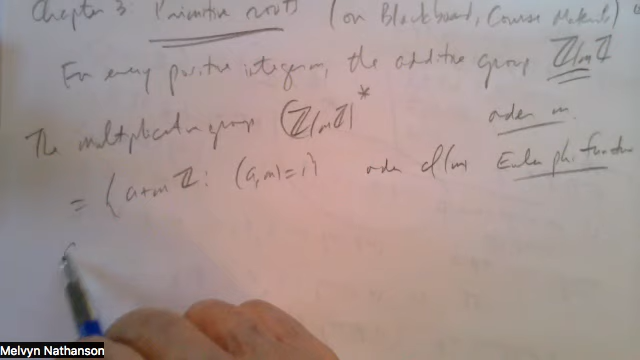 Chapter 3: Primitive roots (on Blackboard, Course Materials)
For every positive integer m, the additive group ℤ/mℤ
order m.
The multiplicative group (ℤ/mℤ)*
= {a+mℤ: (a,m)=1} order φ(m) Euler phi function
Melvyn Nathanson